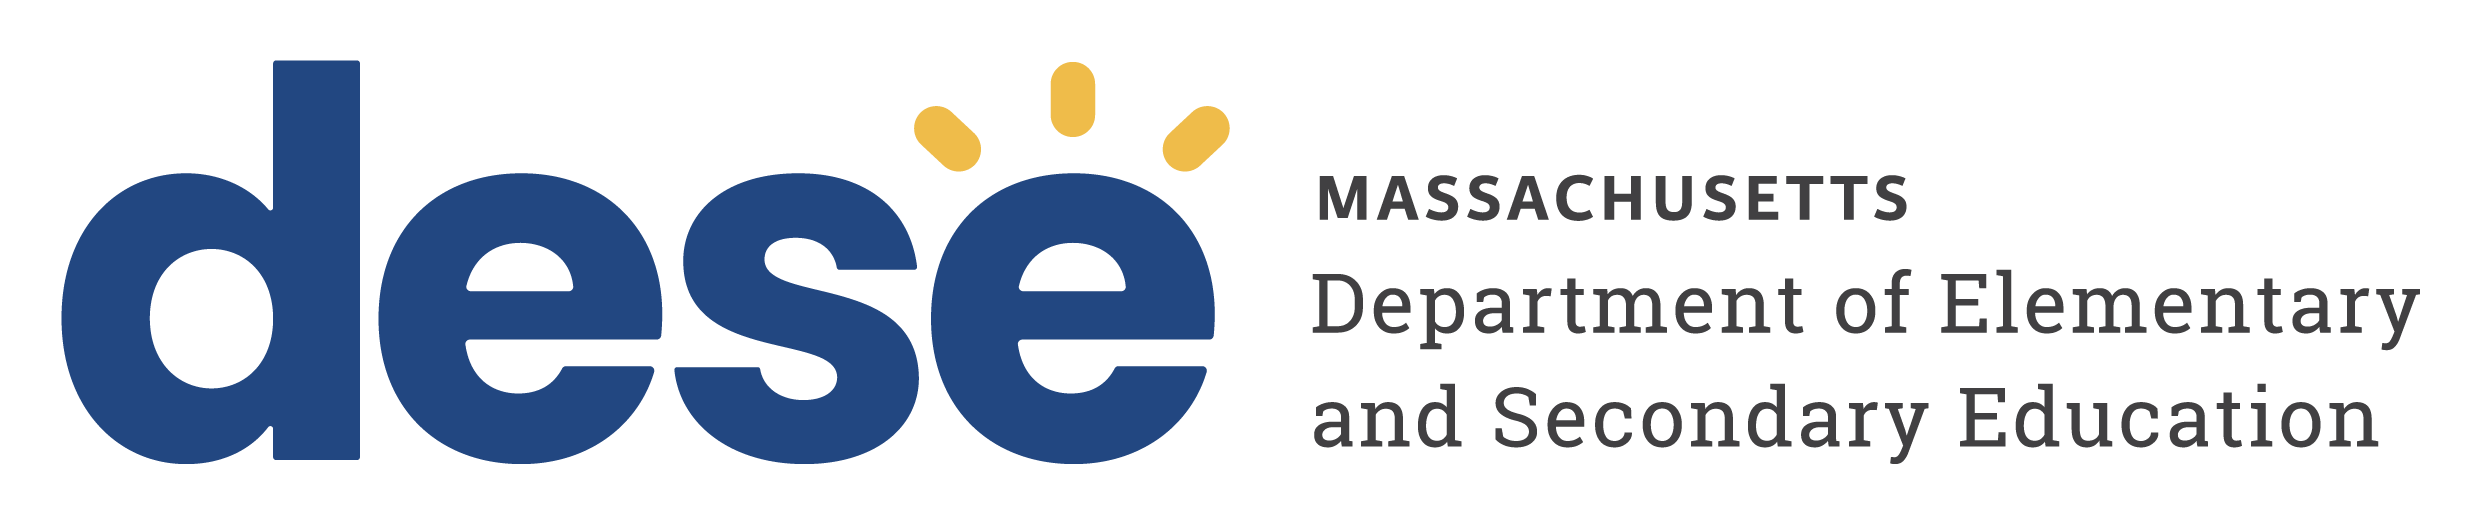 dese
MASSACHUSETTS
Department of Elementary
and Secondary Education